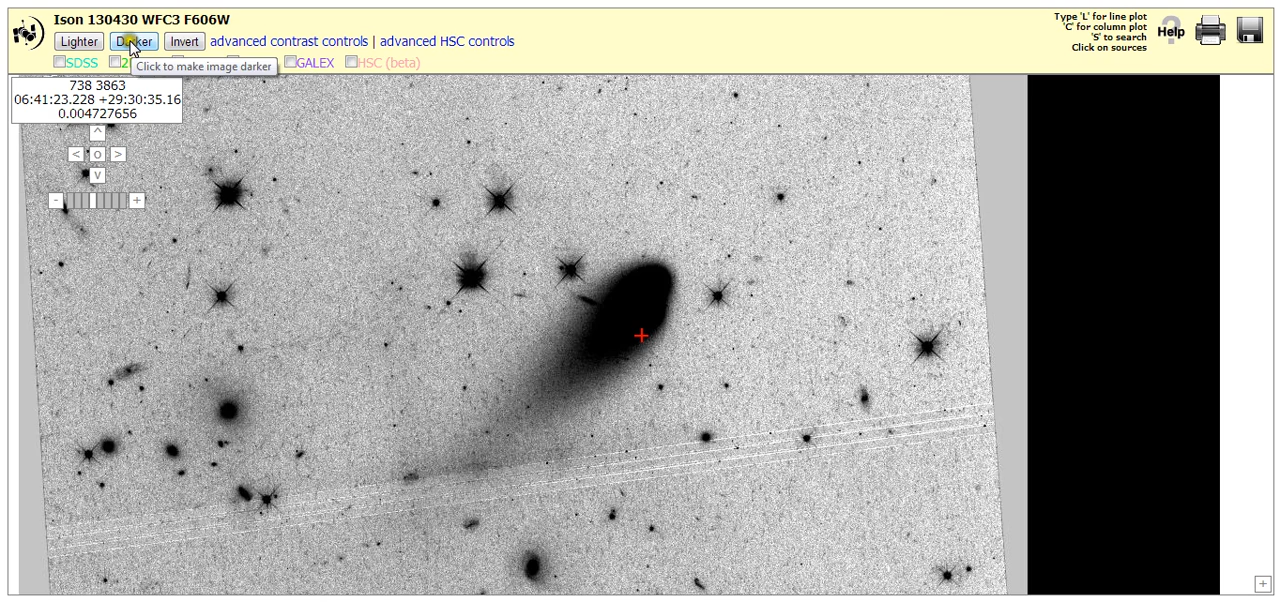 Ison 130430 WFC3 F606W
Lighter Darker Invert advanced contrast controls | advanced HSC controls
Type 'L' for line plot
'C' for column plot
'S' to search
Click on sources
Help
SDSS GALEX HSC (beta)
Click to make image darker
738 3863
06:41:23.228 +29:30:35.16
0.004727656
^
< o >
v
- +
+